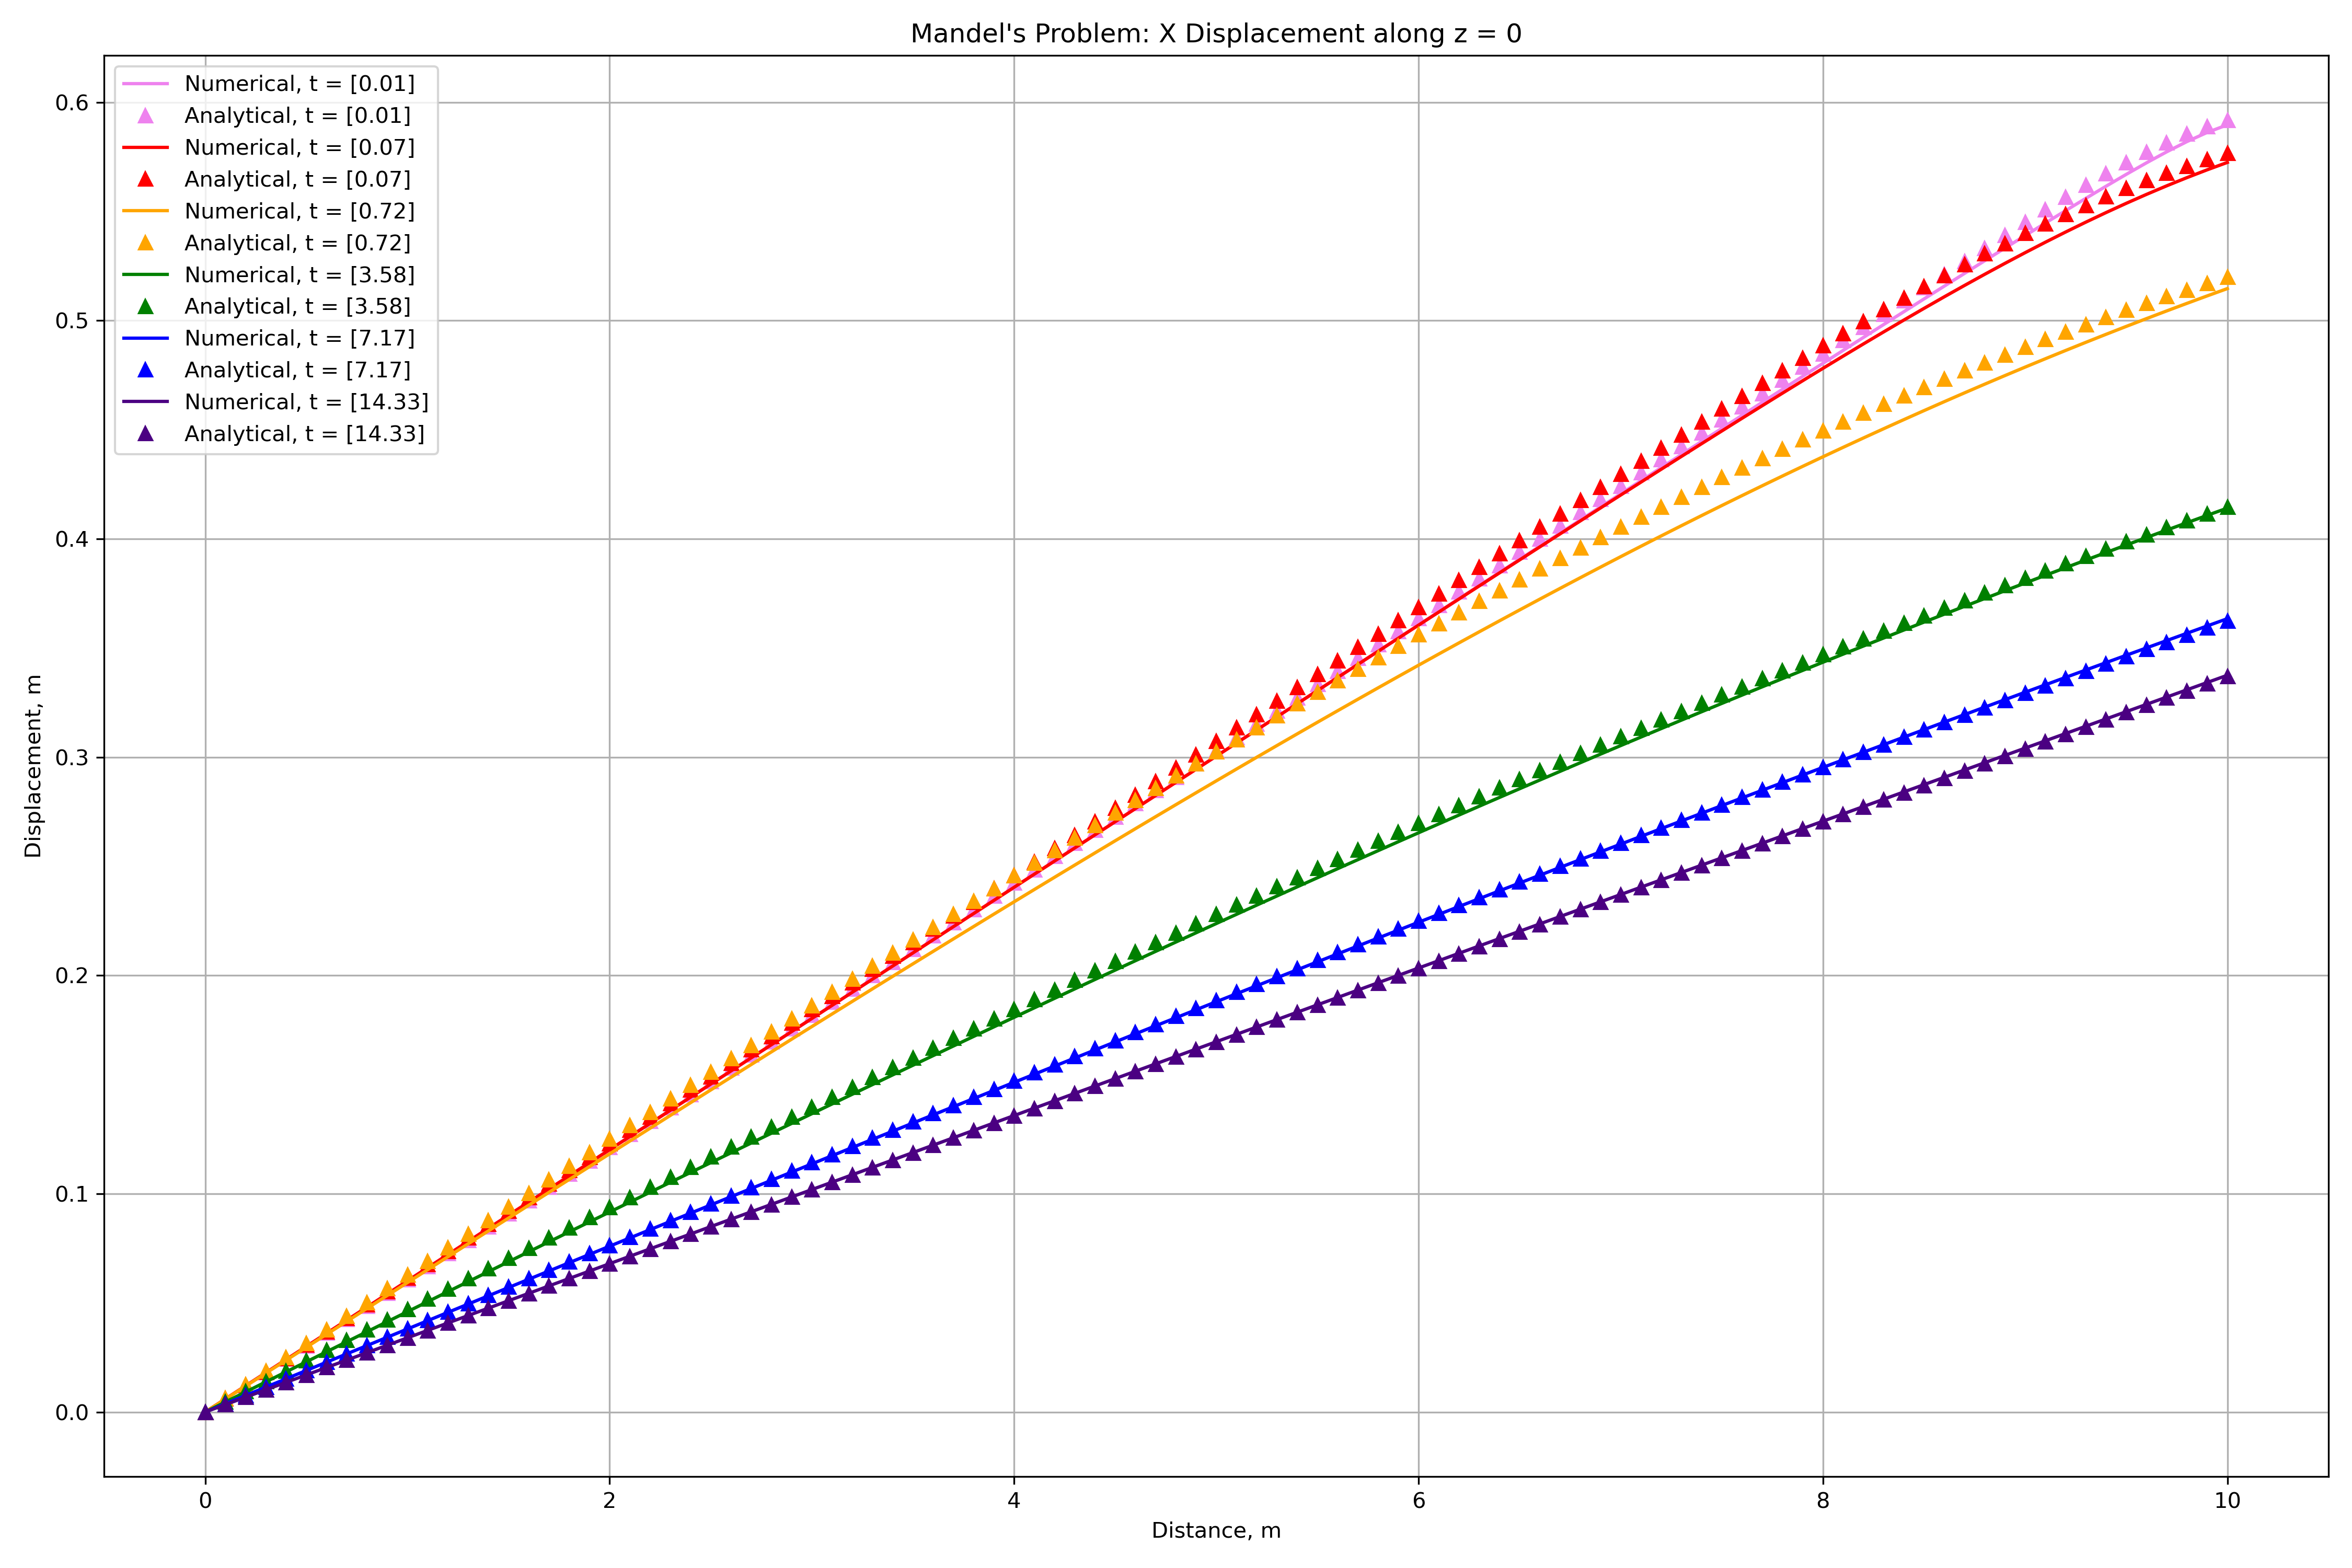 Mandel's Problem: X Displacement along z = 0
Numerical, t = [0.01]
Analytical, t = [0.01]
Numerical, t = [0.07]
Analytical, t = [0.07]
Numerical, t = [0.72]
Analytical, t = [0.72]
Numerical, t = [3.58]
Analytical, t = [3.58]
Numerical, t = [7.17]
Analytical, t = [7.17]
Numerical, t = [14.33]
Analytical, t = [14.33]
0.6
0.5
0.4
0.3
0.2
0.1
0.0
Displacement, m
0 2 4 6 8 10
Distance, m